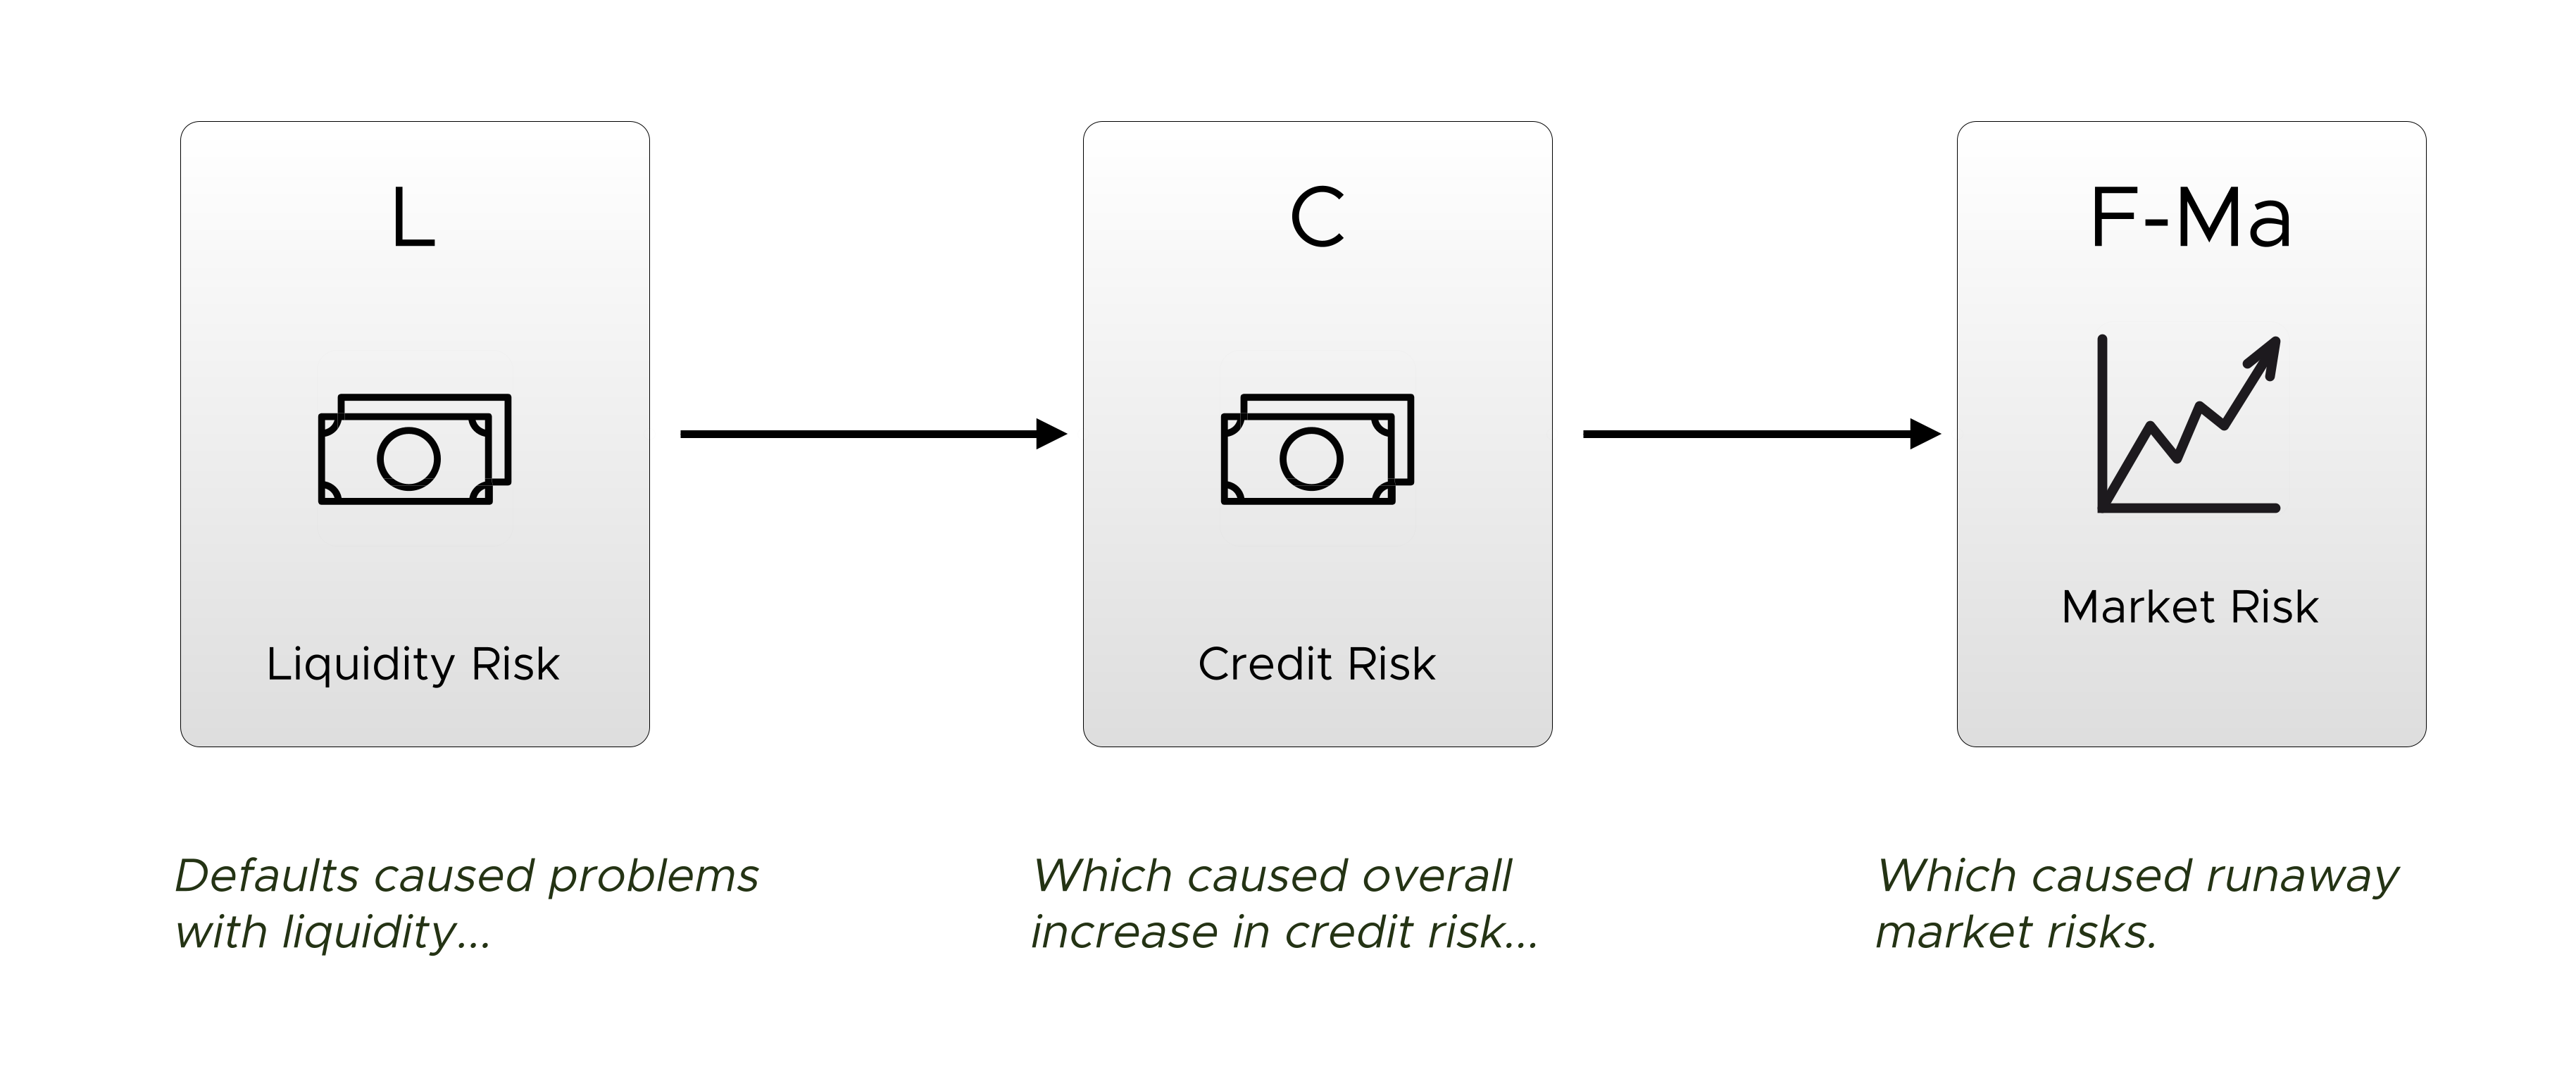 L
C
F-Ma
Liquidity Risk
Credit Risk
Market Risk
Defaults caused problems
with liquidity...
Which caused overall
increase in credit risk...
Which caused runaway
market risks.